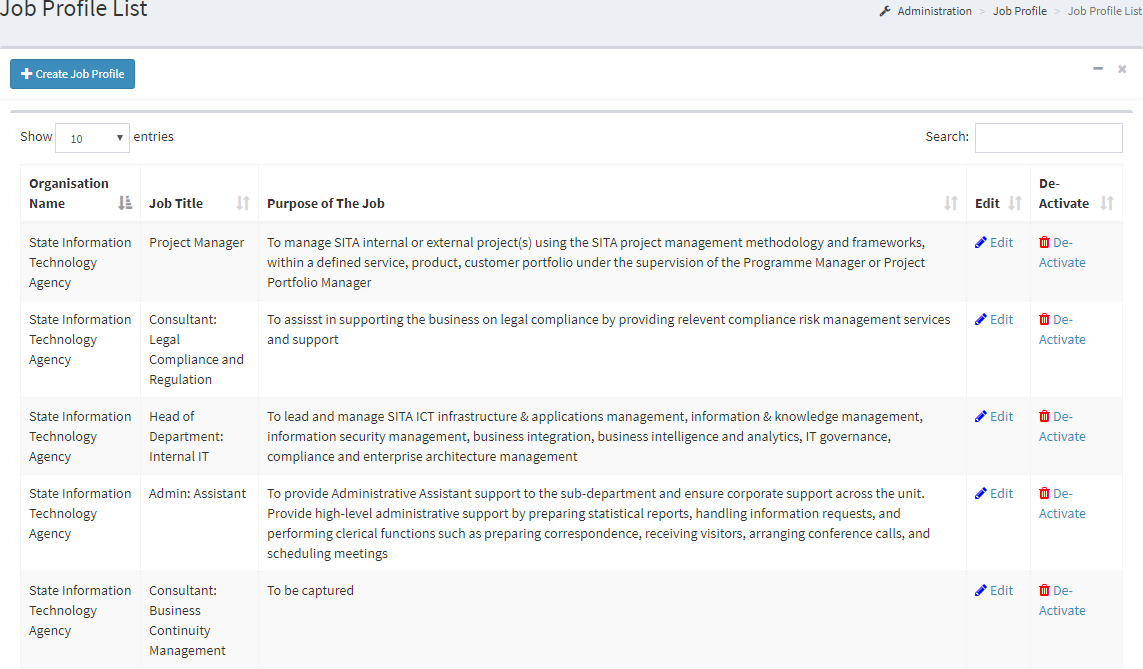 Job Profile List
Administration > Job Profile > Job Profile List
Create Job Profile
Show 10 entries
Search:
Organisation Name
Job Title
Purpose of The Job
Edit
De-Activate
State Information Technology Agency
Project Manager
To manage SITA internal or external project(s) using the SITA project management methodology and frameworks,
within a defined service, product, customer portfolio under the supervision of the Programme Manager or Project
Portfolio Manager
Edit
De-Activate
State Information Technology Agency
Consultant: Legal Compliance and Regulation
To assisst in supporting the business on legal compliance by providing relevent compliance risk management services
and support
Edit
De-Activate
State Information Technology Agency
Head of Department: Internal IT
To lead and manage SITA ICT infrastructure & applications management, information & knowledge management,
information security management, business integration, business intelligence and analytics, IT governance,
compliance and enterprise architecture management
Edit
De-Activate
State Information Technology Agency
Admin: Assistant
To provide Administrative Assistant support to the sub-department and ensure corporate support across the unit.
Provide high-level administrative support by preparing statistical reports, handling information requests, and
performing clerical functions such as preparing correspondence, receiving visitors, arranging conference calls, and
scheduling meetings
Edit
De-Activate
State Information Technology Agency
Consultant: Business Continuity Management
To be captured
Edit
De-Activate